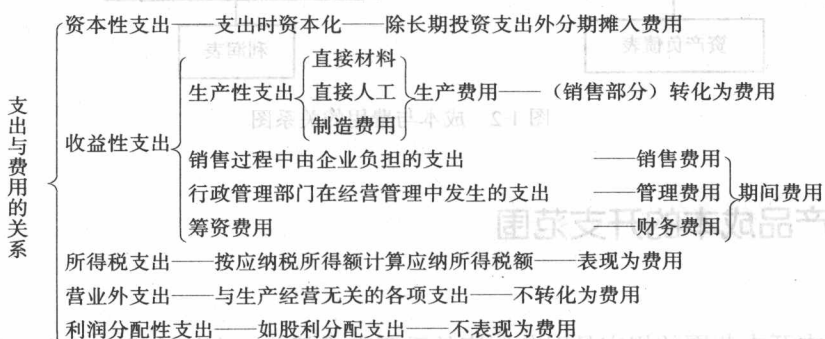 支出与费用的关系
资本性支出——支出时资本化——除长期投资支出外分期摊人费用
收益性支出
生产性支出
直接材料
直接人工
制造费用
生产费用——（销售部分）转化为费用
销售过程中由企业负担的支出 ——销售费用
行政管理部门在经营管理中发生的支出 ——管理费用
筹资费用 ——财务费用
期间费用
所得税支出——按应纳税所得额计算应纳所得税额——表现为费用
营业外支出——与生产经营无关的各项支出——不转化为费用
利润分配性支出——如股利分配支出——不表现为费用